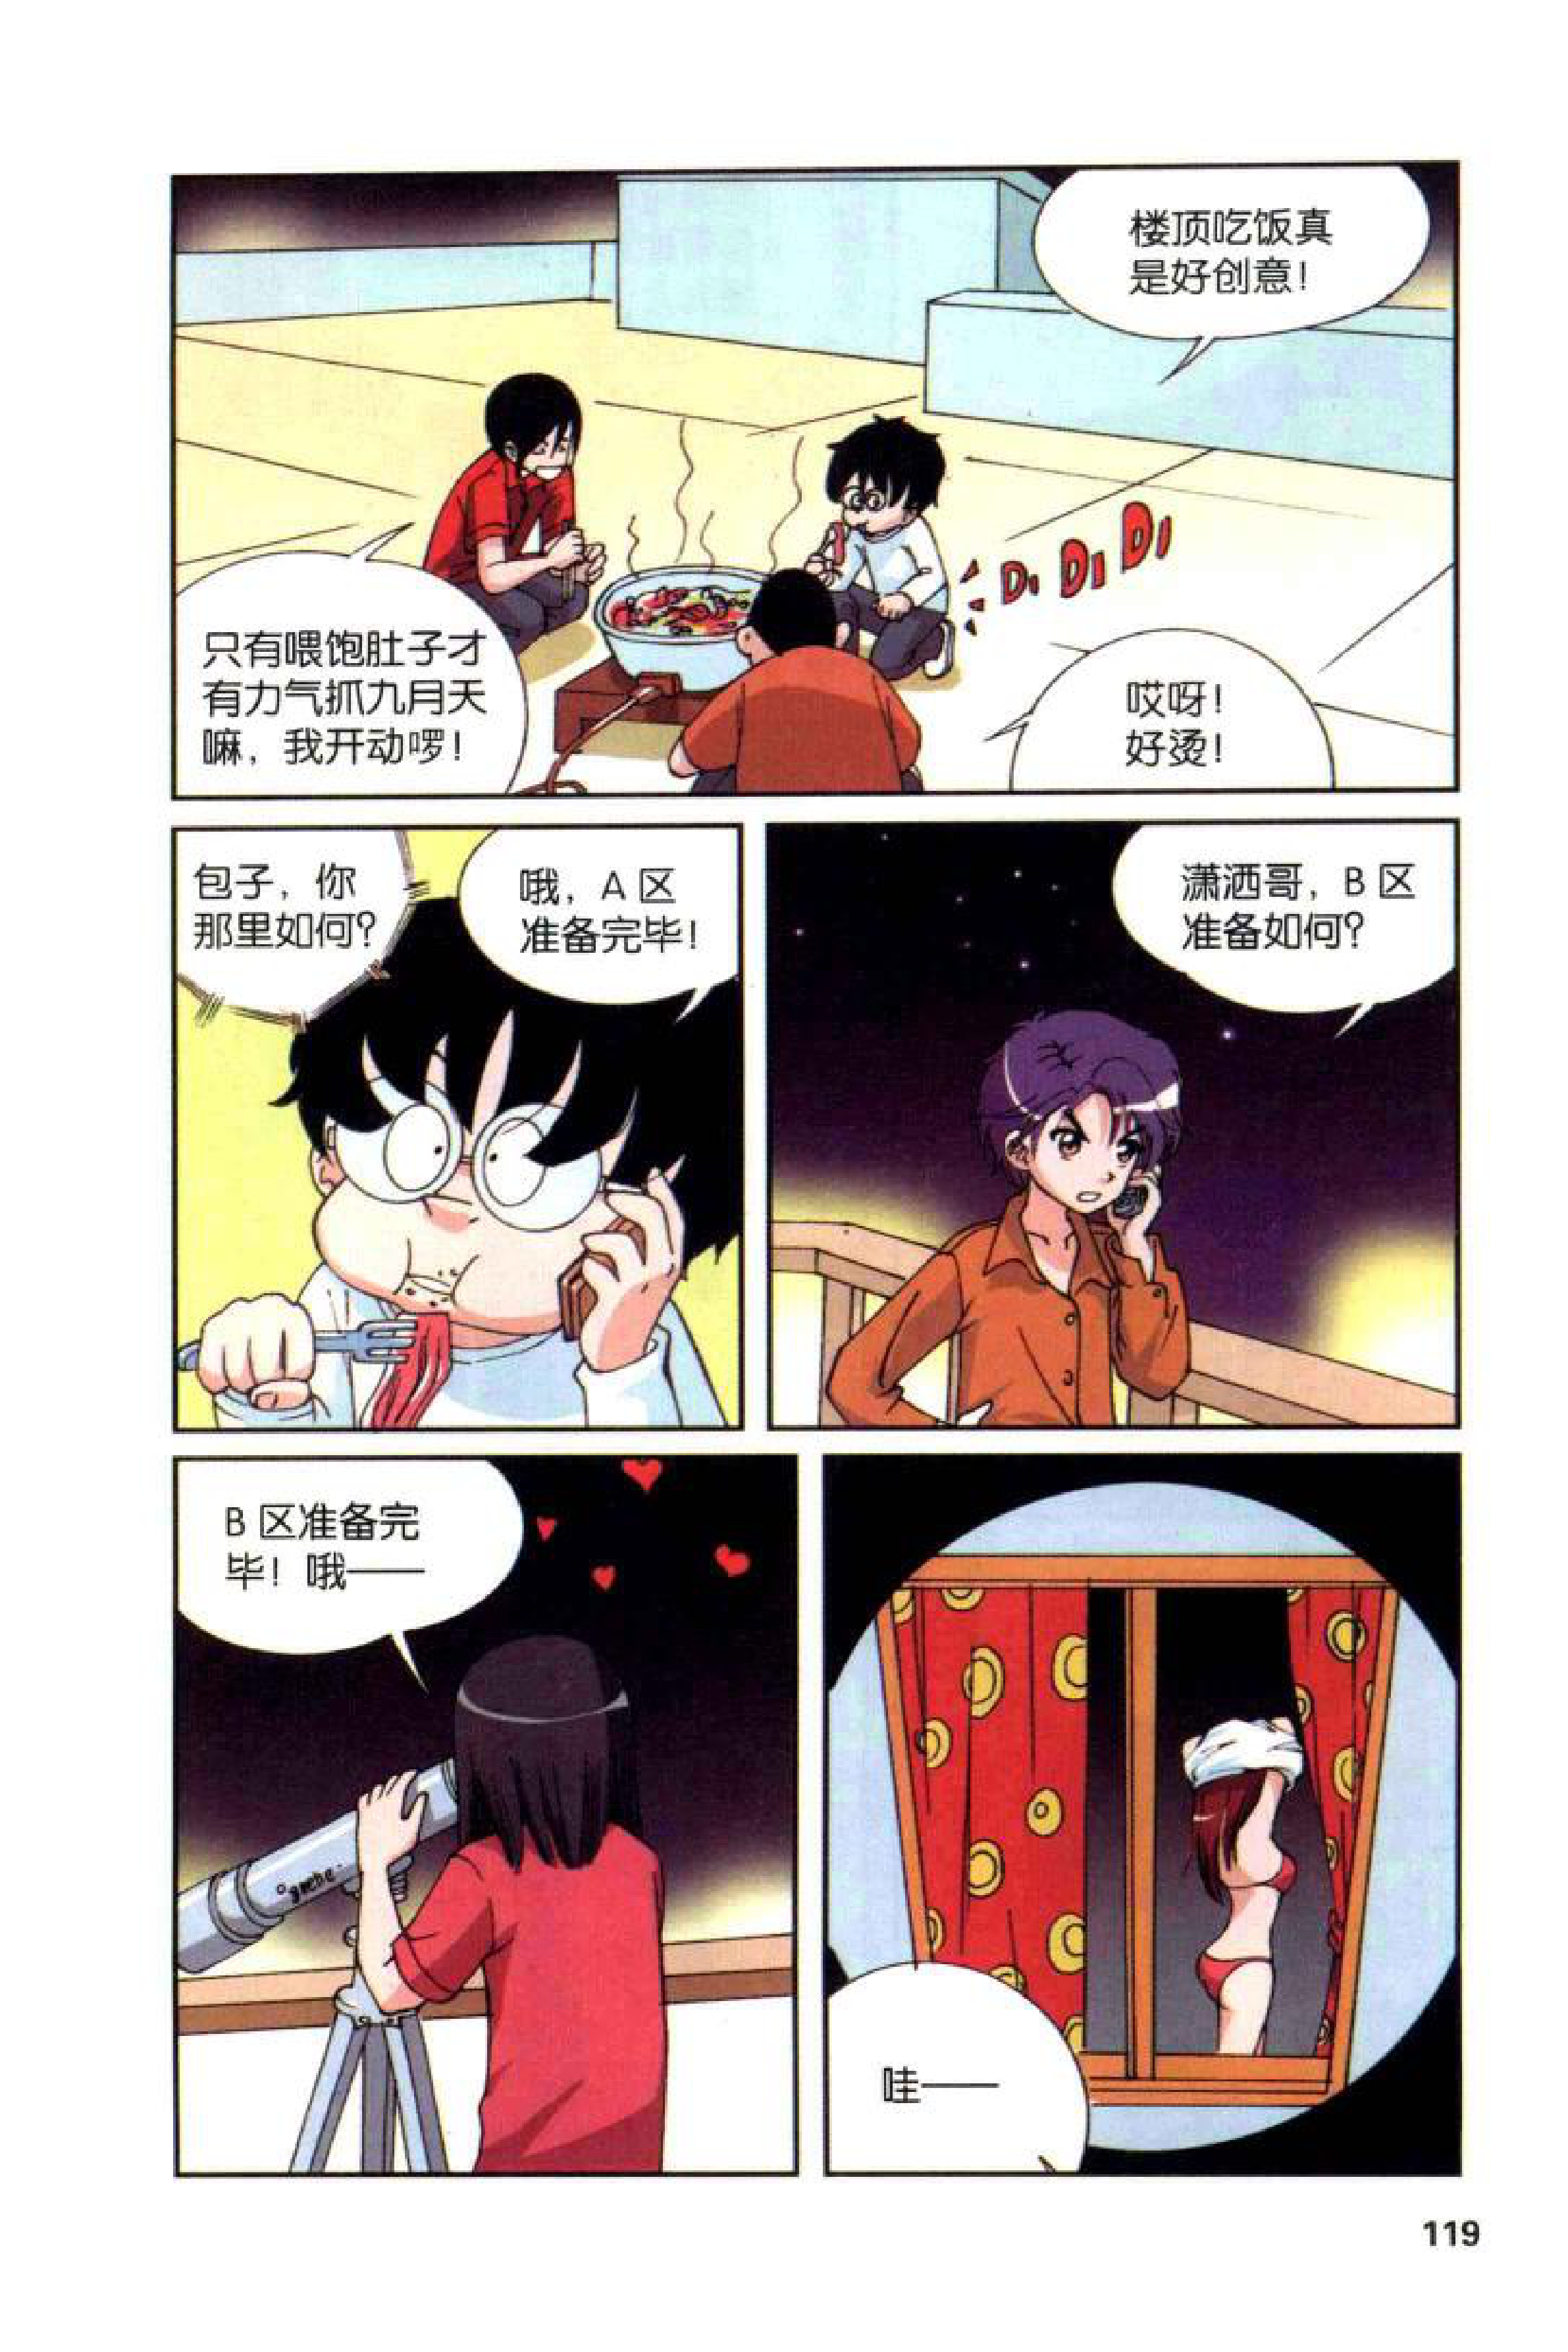 楼顶吃饭真
是好创意！
只有喂饱肚子才
有力气抓九月天
嘛，我开动啰！
DI DI DI
哎呀！
好烫！
包子，你
那里如何？
哦，A 区
准备完毕！
潇洒哥，B 区
准备如何？
B 区准备完
毕！哦——
哇——
119